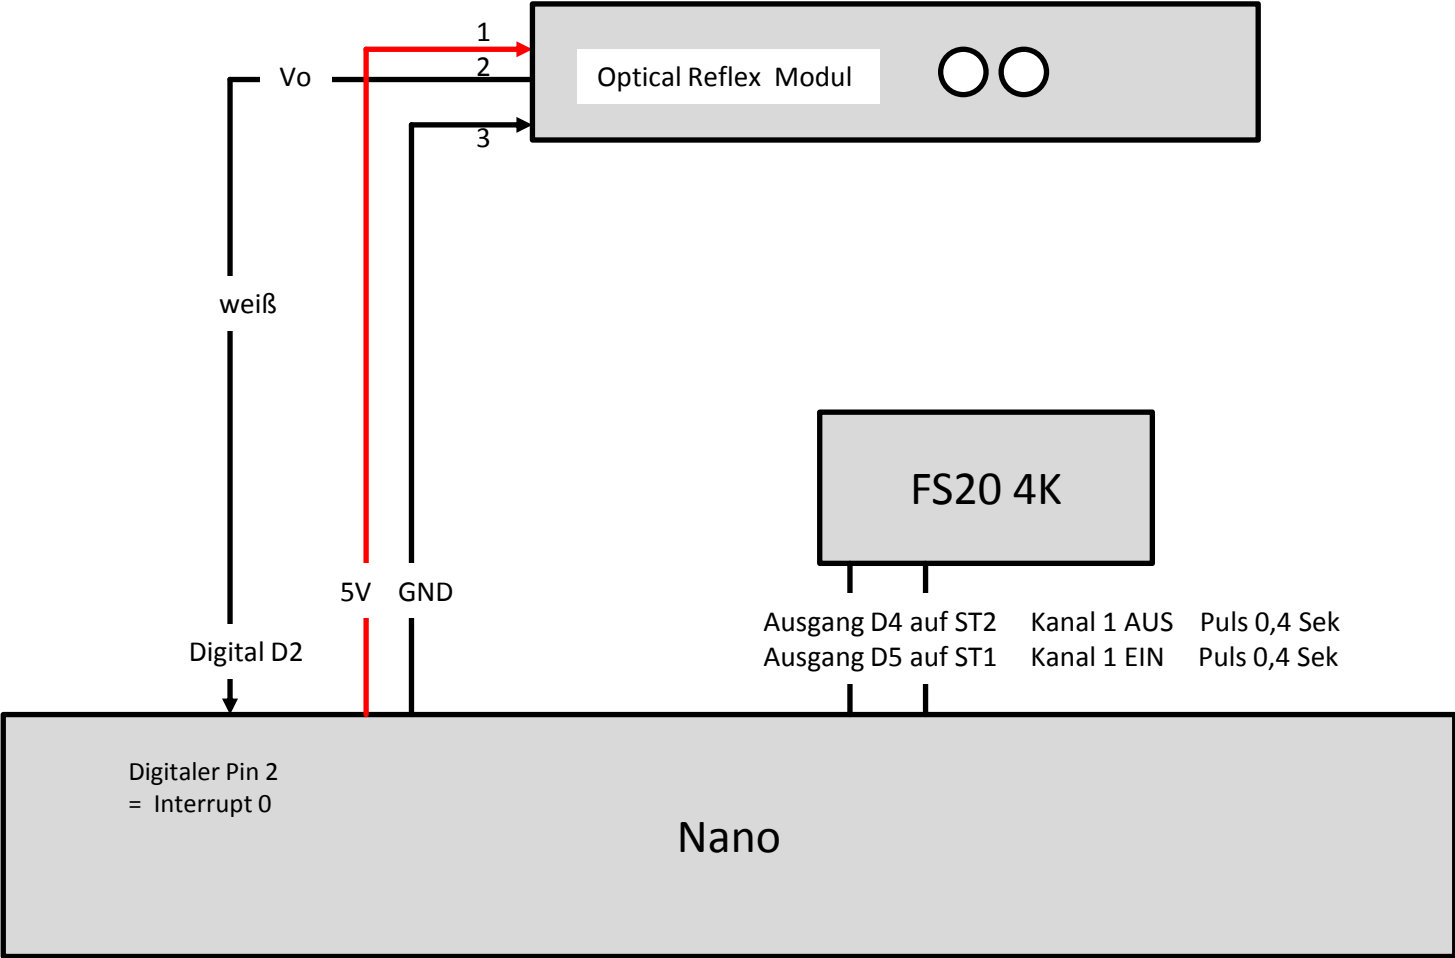 1
2
Vo
Optical Reflex Modul
3
weiß
FS20 4K
5V GND
Ausgang D4 auf ST2 Kanal 1 AUS Puls 0,4 Sek
Digital D2
Ausgang D5 auf ST1 Kanal 1 EIN Puls 0,4 Sek
Digitaler Pin 2
= Interrupt 0
Nano